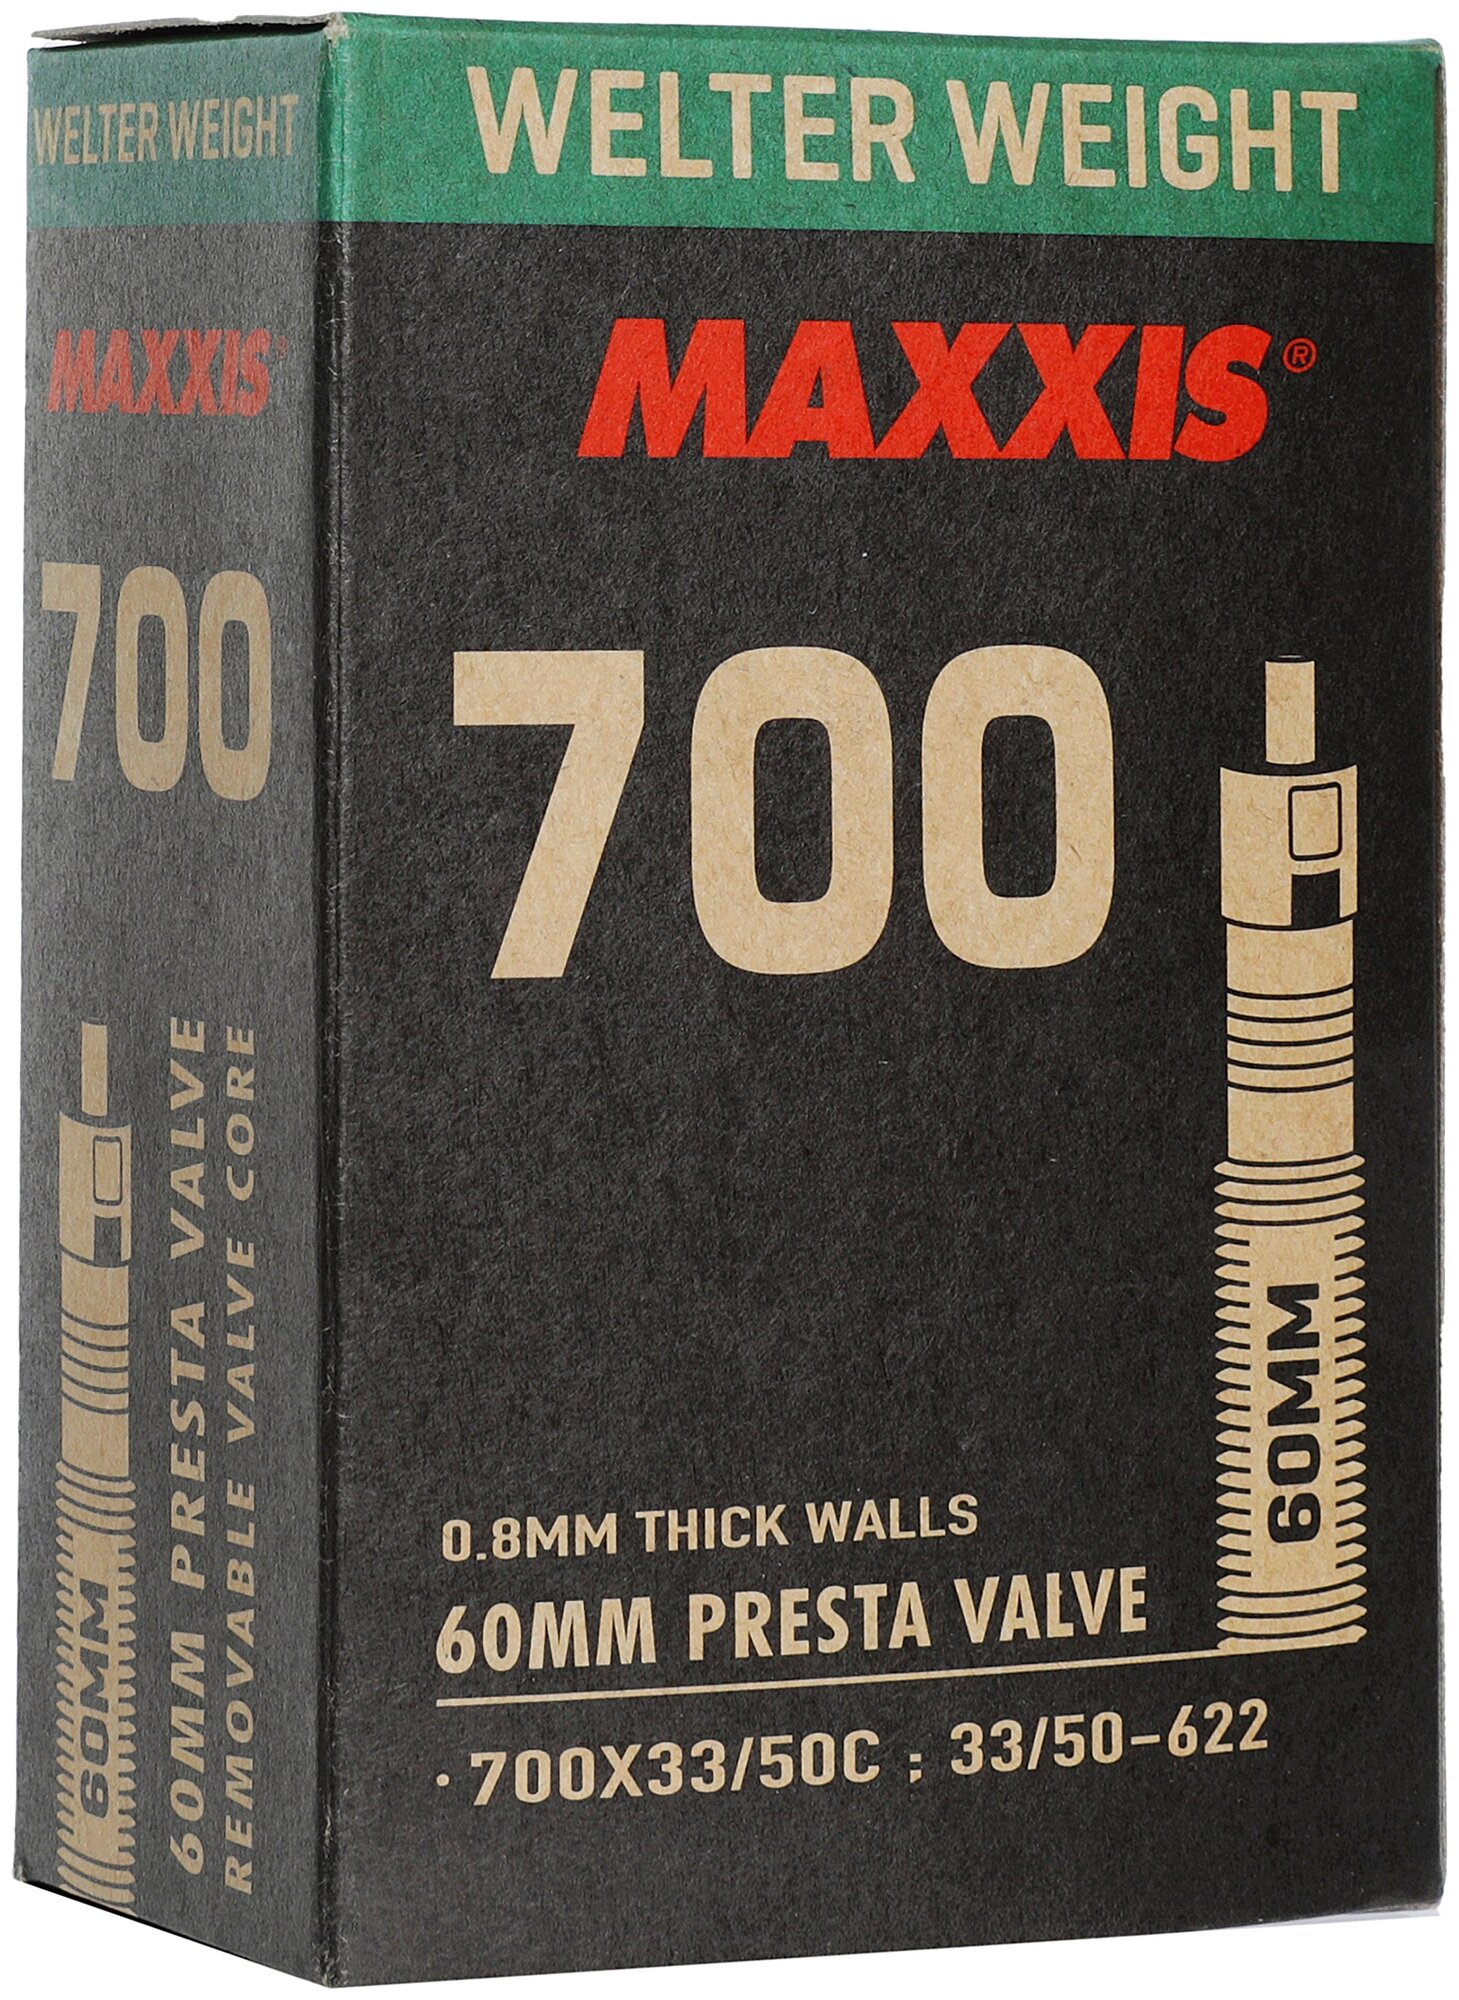 WELTER WEIGHT
MAXXIS®
700
60MM
60MM PRESTA VALVE
REMOVABLE VALVE CORE
WELTER WEIGHT
MAXXIS®
700
60MM
0.8MM THICK WALLS
60MM PRESTA VALVE
· 700X33/50C ; 33/50-622